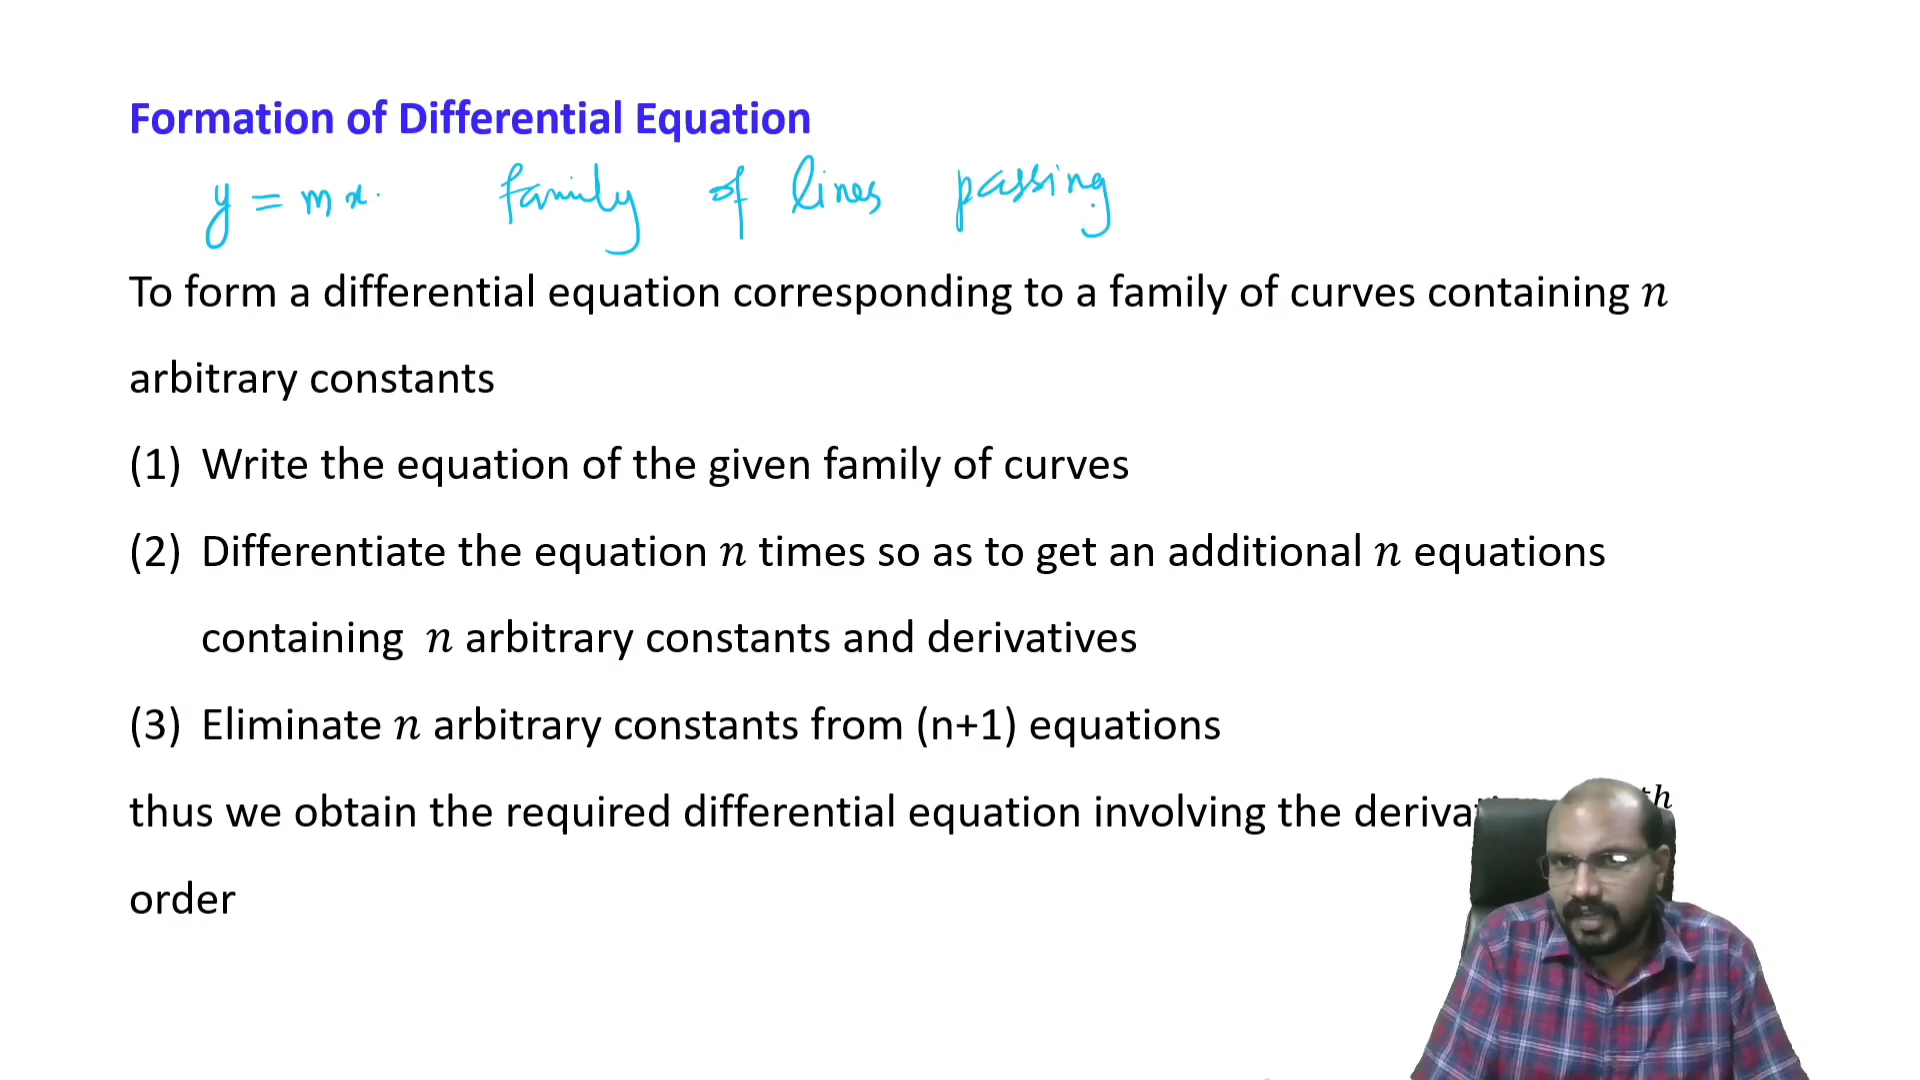 Formation of Differential Equation
y = mx. family of lines passing
To form a differential equation corresponding to a family of curves containing n
arbitrary constants
(1) Write the equation of the given family of curves
(2) Differentiate the equation n times so as to get an additional n equations
containing n arbitrary constants and derivatives
(3) Eliminate n arbitrary constants from (n+1) equations
thus we obtain the required differential equation involving the
order